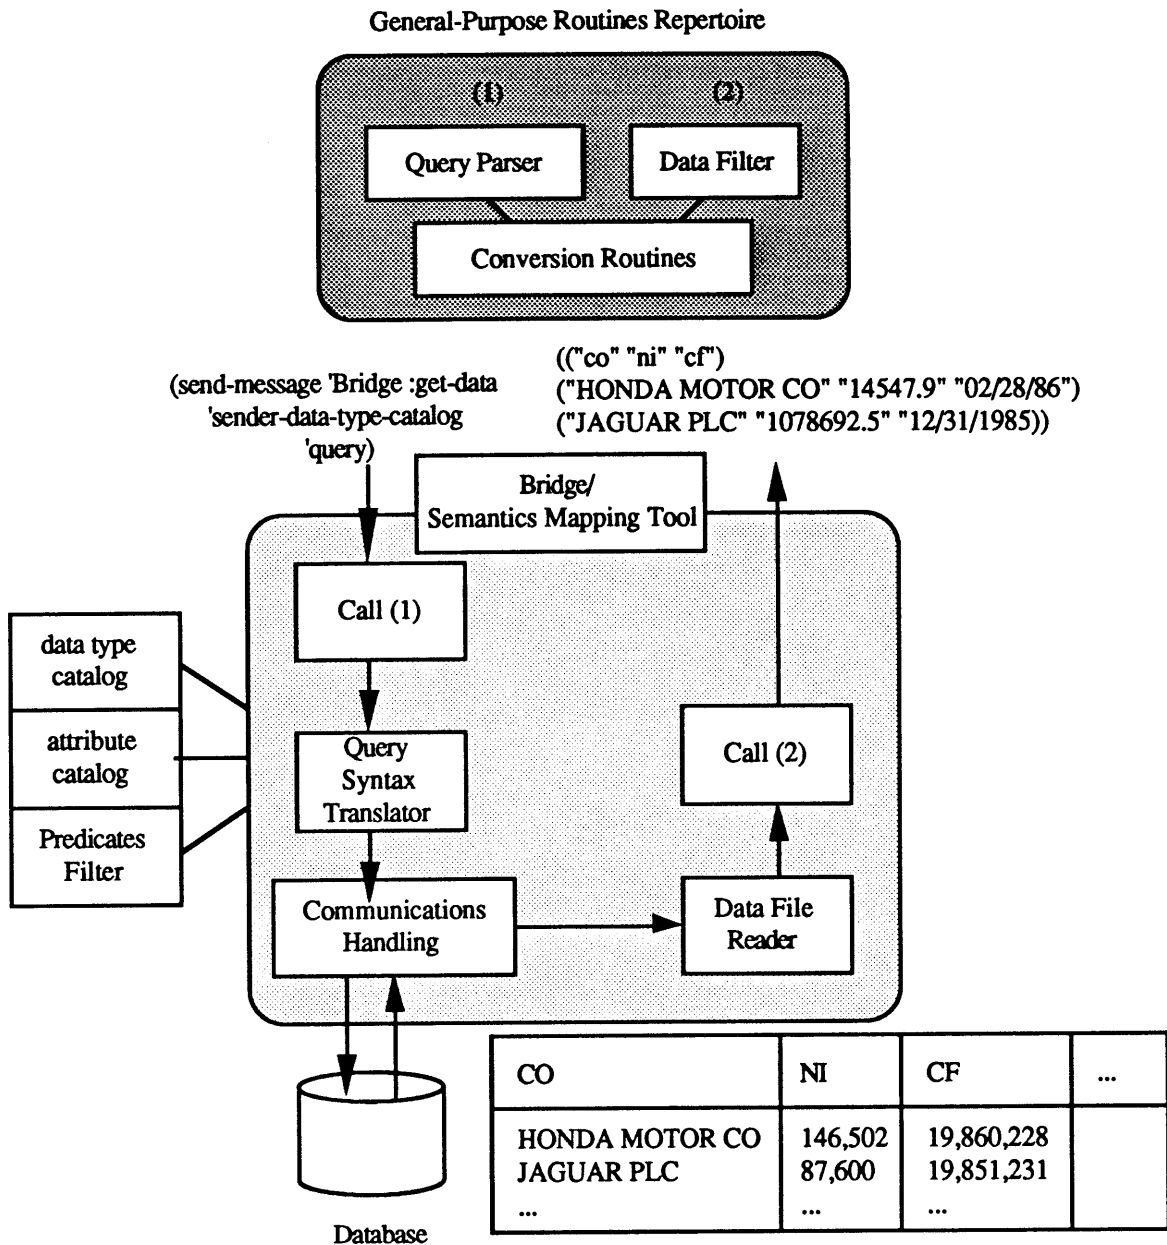 General-Purpose Routines Repertoire
(1)
(2)
Query Parser
Data Filter
Conversion Routines
(send-message 'Bridge :get-data
'sender-data-type-catalog
'query)
(("co" "ni" "cf")
("HONDA MOTOR CO" "14547.9" "02/28/86")
("JAGUAR PLC" "1078692.5" "12/31/1985))
Bridge/
Semantics Mapping Tool
Call (1)
data type
catalog
attribute
catalog
Predicates
Filter
Query
Syntax
Translator
Call (2)
Communications
Handling
Data File
Reader
Database
CO NI CF ...
HONDA MOTOR CO 146,502 19,860,228
JAGUAR PLC 87,600 19,851,231
... ... ...